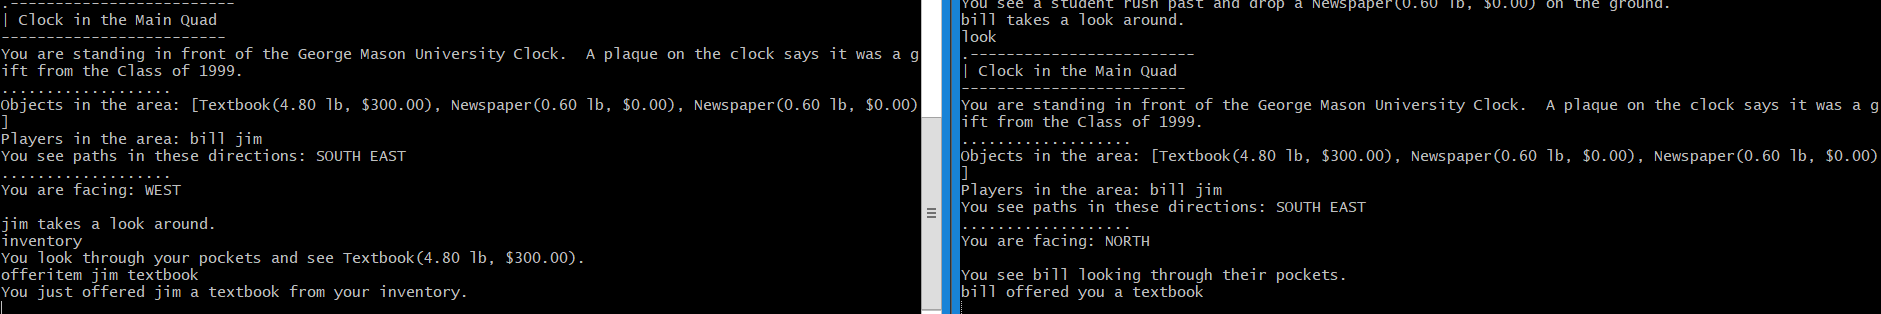 .-------------------------
| Clock in the Main Quad
-------------------------
You are standing in front of the George Mason University Clock.  A plaque on the clock says it was a g
ift from the Class of 1999.
...................
Objects in the area: [Textbook(4.80 lb, $300.00), Newspaper(0.60 lb, $0.00), Newspaper(0.60 lb, $0.00)
]
Players in the area: bill jim
You see paths in these directions: SOUTH EAST
...................
You are facing: WEST
jim takes a look around.
inventory
You look through your pockets and see Textbook(4.80 lb, $300.00).
offeritem jim textbook
You just offered jim a textbook from your inventory.
You see a student rush past and drop a Newspaper(0.60 lb, $0.00) on the ground.
bill takes a look around.
look
.-------------------------
| Clock in the Main Quad
-------------------------
You are standing in front of the George Mason University Clock.  A plaque on the clock says it was a g
ift from the Class of 1999.
...................
Objects in the area: [Textbook(4.80 lb, $300.00), Newspaper(0.60 lb, $0.00), Newspaper(0.60 lb, $0.00)
]
Players in the area: bill jim
You see paths in these directions: SOUTH EAST
...................
You are facing: NORTH
You see bill looking through their pockets.
bill offered you a textbook